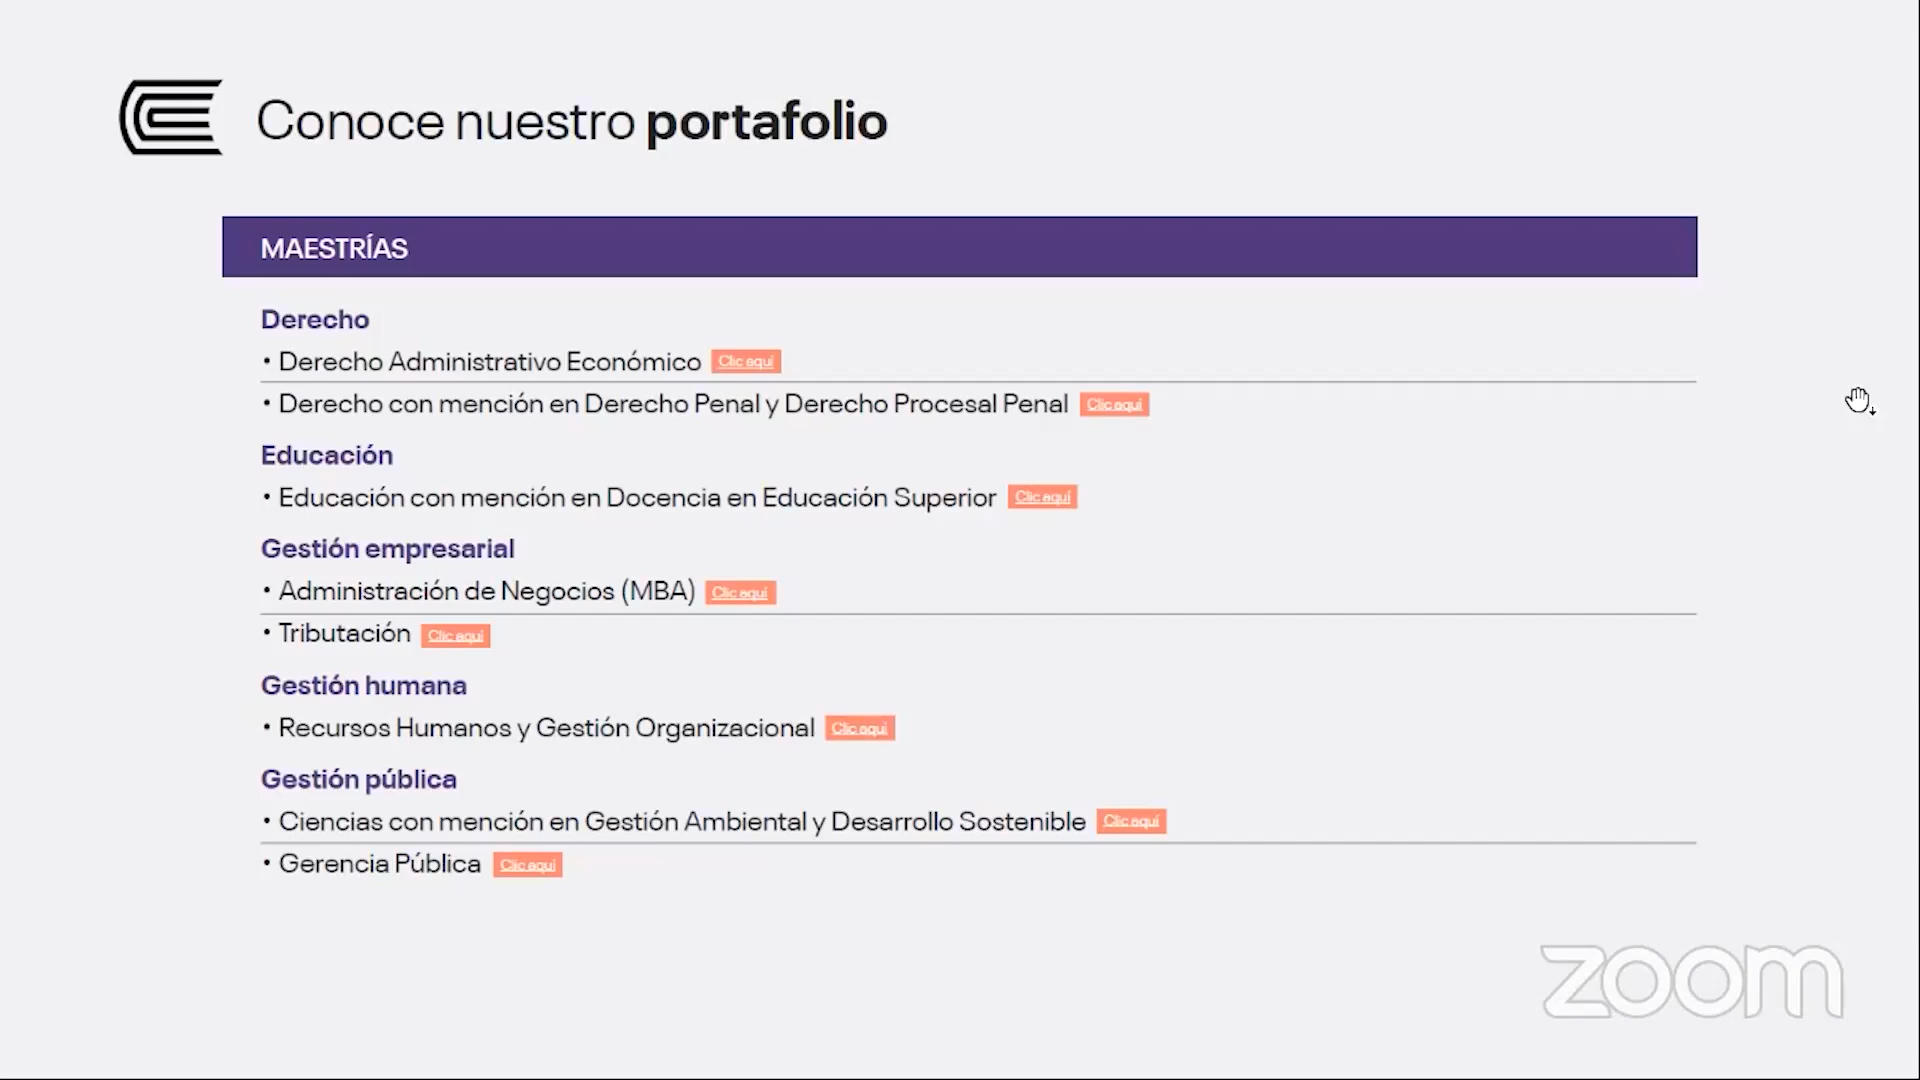 Conoce nuestro portafolio
MAESTRÍAS
Derecho
• Derecho Administrativo Económico Clic aquí
• Derecho con mención en Derecho Penal y Derecho Procesal Penal Clic aquí
Educación
• Educación con mención en Docencia en Educación Superior Clic aquí
Gestión empresarial
• Administración de Negocios (MBA) Clic aquí
• Tributación Clic aquí
Gestión humana
• Recursos Humanos y Gestión Organizacional Clic aquí
Gestión pública
• Ciencias con mención en Gestión Ambiental y Desarrollo Sostenible Clic aquí
• Gerencia Pública Clic aquí
zoom